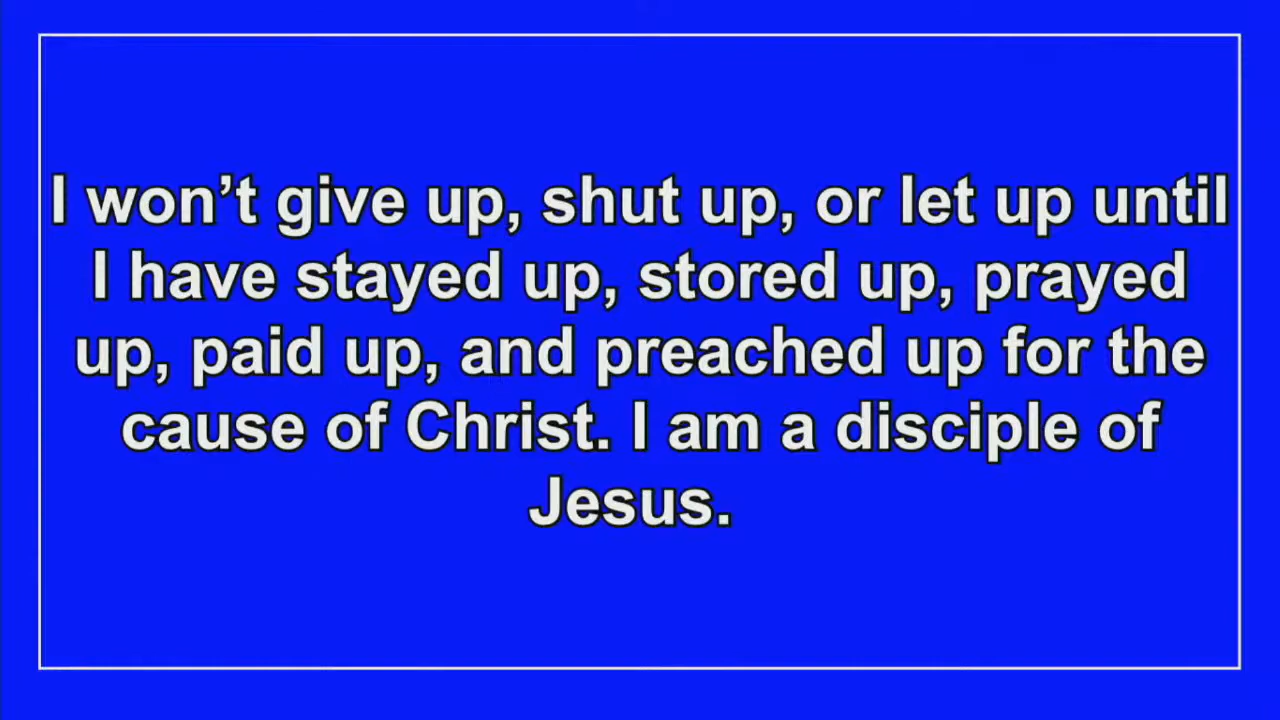 I won’t give up, shut up, or let up until
I have stayed up, stored up, prayed
up, paid up, and preached up for the
cause of Christ. I am a disciple of
Jesus.